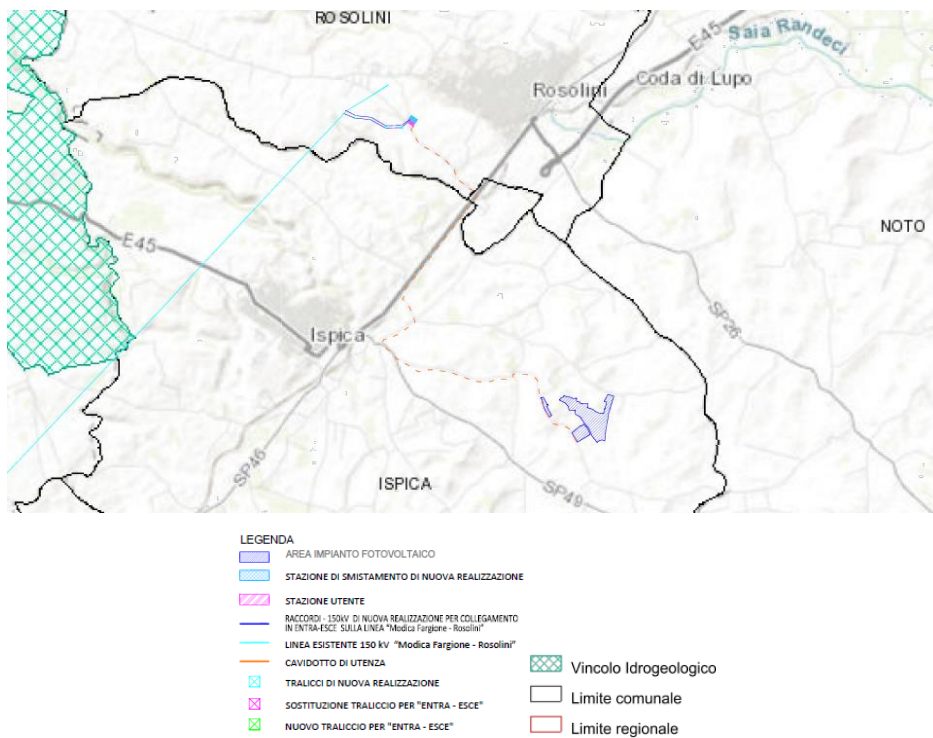 ROSOLINI
E45
Saia Randeci
Rosolini
Coda di Lupo
NOTO
E45
SP26
Ispica
SP46
ISPICA
SP49
LEGENDA
AREA IMPIANTO FOTOVOLTAICO
STAZIONE DI SMISTAMENTO DI NUOVA REALIZZAZIONE
STAZIONE UTENTE
RACCORDI - 150kV DI NUOVA REALIZZAZIONE PER COLLEGAMENTO
IN ENTRA-ESCE SULLA LINEA "Modica Fargione - Rosolini"
LINEA ESISTENTE 150 kV "Modica Fargione - Rosolini"
CAVIDOTTO DI UTENZA
TRALICCI DI NUOVA REALIZZAZIONE
SOSTITUZIONE TRALICCIO PER "ENTRA - ESCE"
NUOVO TRALICCIO PER "ENTRA - ESCE"
Vincolo Idrogeologico
Limite comunale
Limite regionale